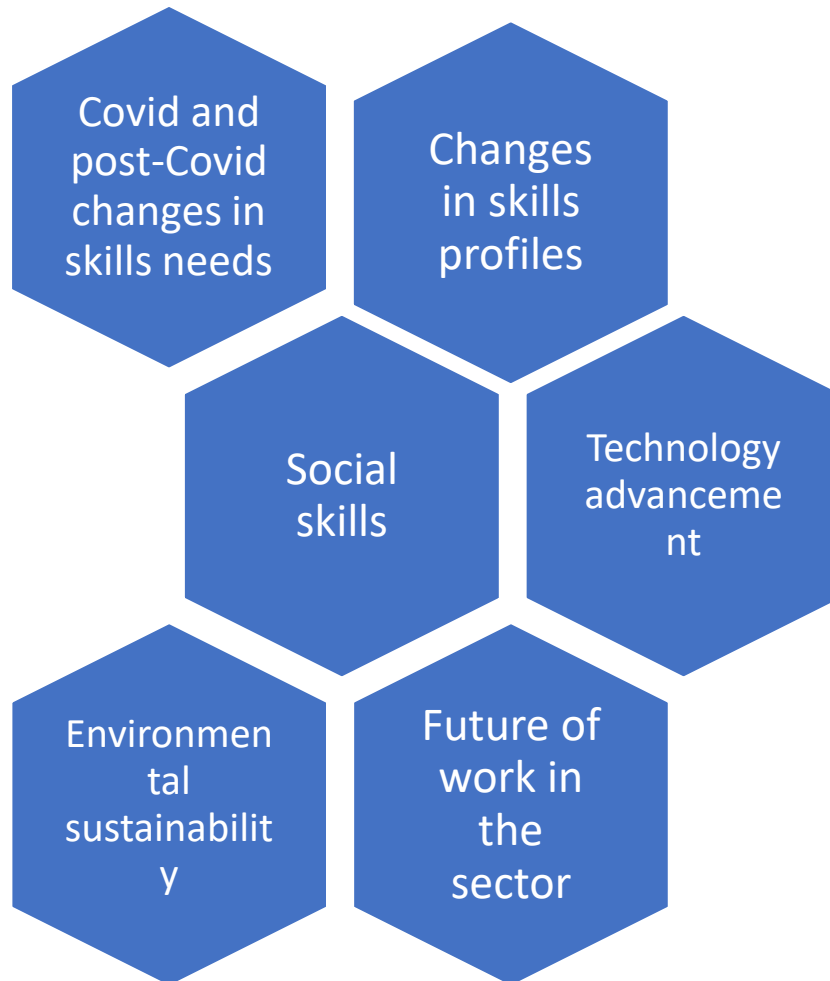 Covid and
post-Covid
changes in
skills needs
Changes
in skills
profiles
Social
skills
Technology
advanceme
nt
Environmen
tal
sustainabilit
y
Future of
work in
the
sector